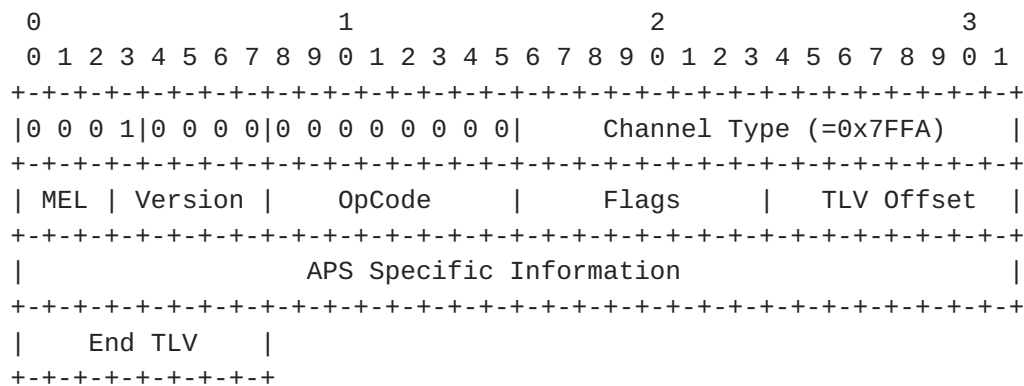 0                   1                   2                   3
 0 1 2 3 4 5 6 7 8 9 0 1 2 3 4 5 6 7 8 9 0 1 2 3 4 5 6 7 8 9 0 1
+-+-+-+-+-+-+-+-+-+-+-+-+-+-+-+-+-+-+-+-+-+-+-+-+-+-+-+-+-+-+-+-+
|0 0 0 1|0 0 0 0|0 0 0 0 0 0 0 0|     Channel Type (=0x7FFA)    |
+-+-+-+-+-+-+-+-+-+-+-+-+-+-+-+-+-+-+-+-+-+-+-+-+-+-+-+-+-+-+-+-+
| MEL | Version |    OpCode     |     Flags     |   TLV Offset  |
+-+-+-+-+-+-+-+-+-+-+-+-+-+-+-+-+-+-+-+-+-+-+-+-+-+-+-+-+-+-+-+-+
|                  APS Specific Information                     |
+-+-+-+-+-+-+-+-+-+-+-+-+-+-+-+-+-+-+-+-+-+-+-+-+-+-+-+-+-+-+-+-+
|    End TLV    |
+-+-+-+-+-+-+-+-+